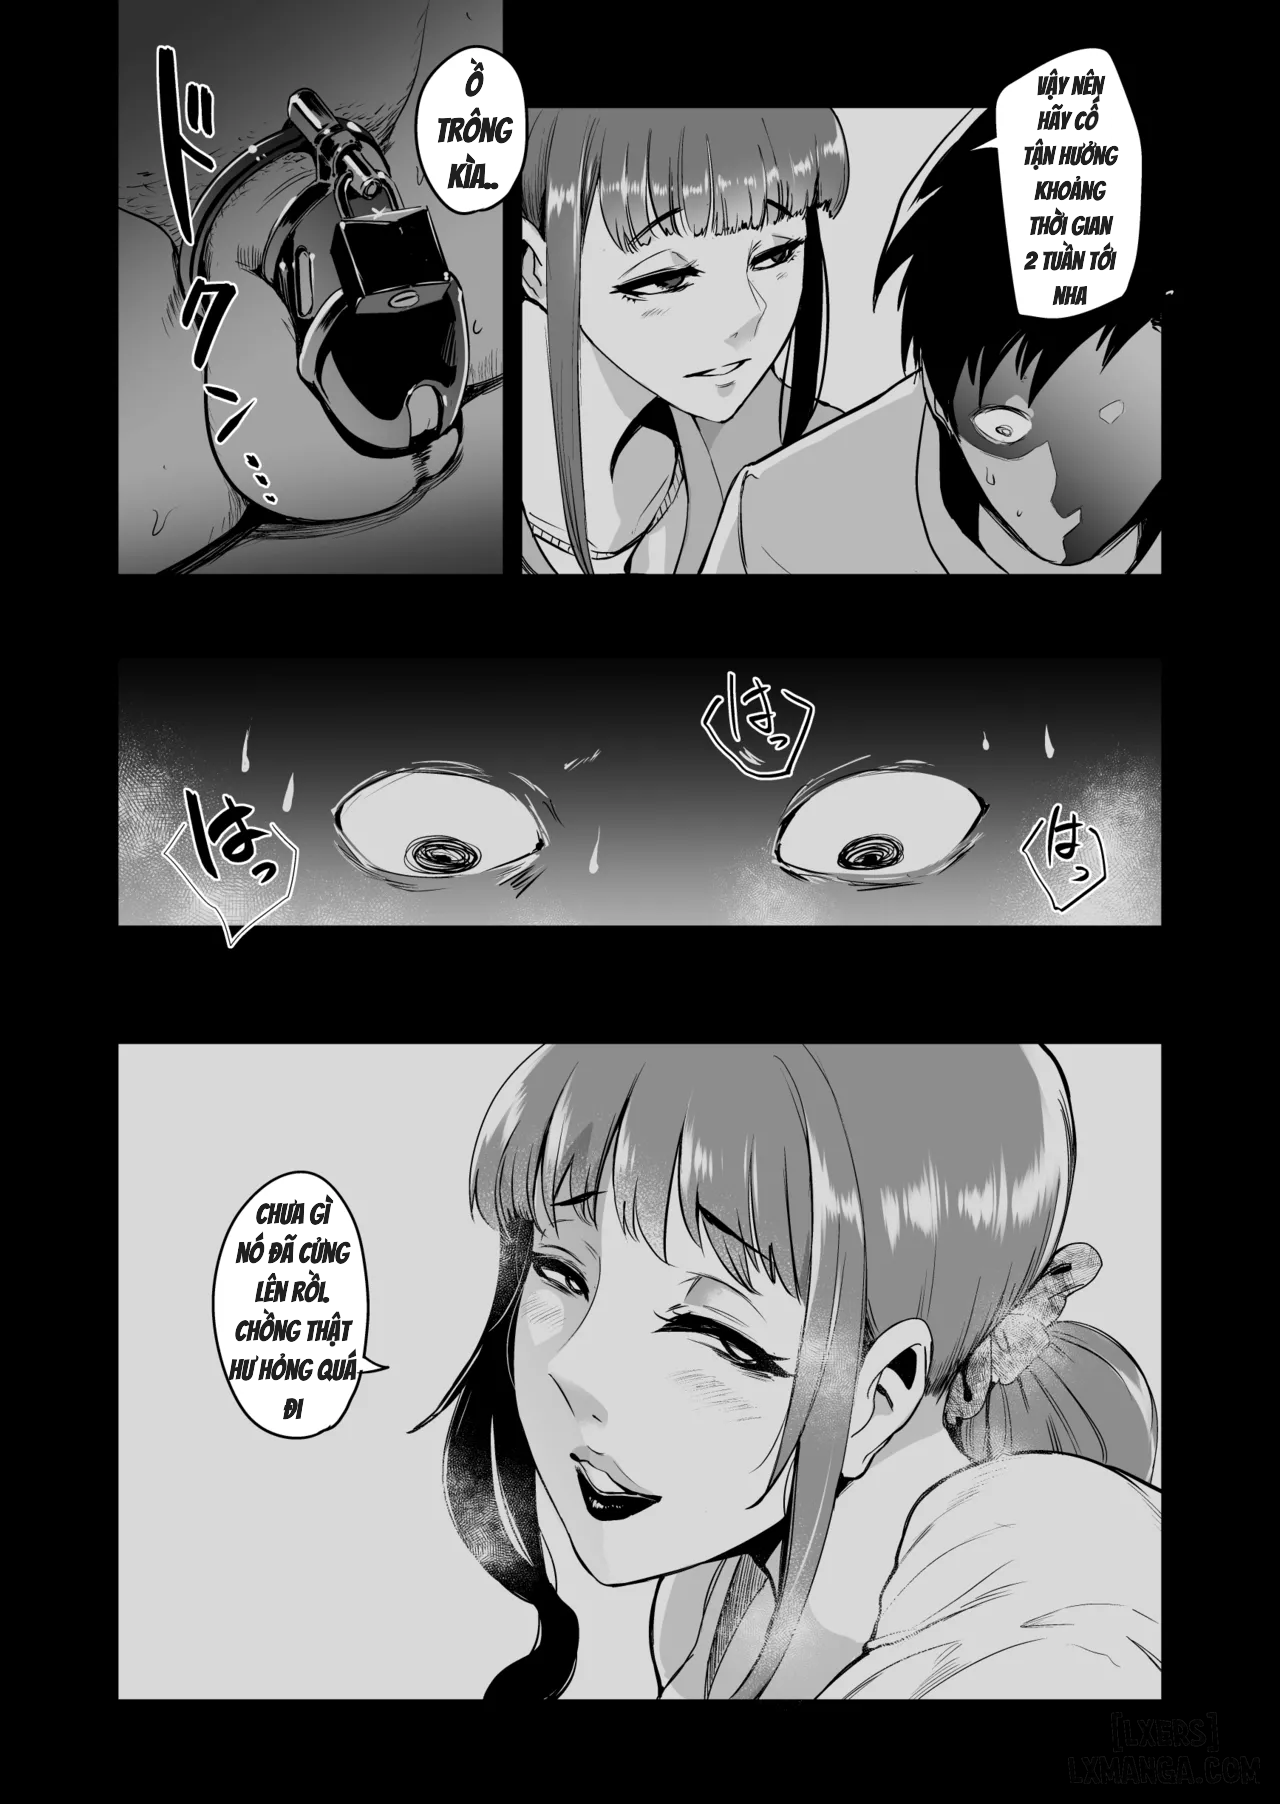 VẬY NÊN
HÃY CỐ
TẬN HƯỞNG
KHOẢNG
THỜI GIAN
2 TUẦN TỚI
NHA
Ồ
TRÔNG
KÌA..
ドクン…
はっ
はっ
はっ
CHƯA GÌ
NÓ ĐÃ CỬNG
LÊN RỒI.
CHỒNG THẬT
HƯ HỎNG QUÁ
ĐI
[LXERS]
LXMANGA.COM